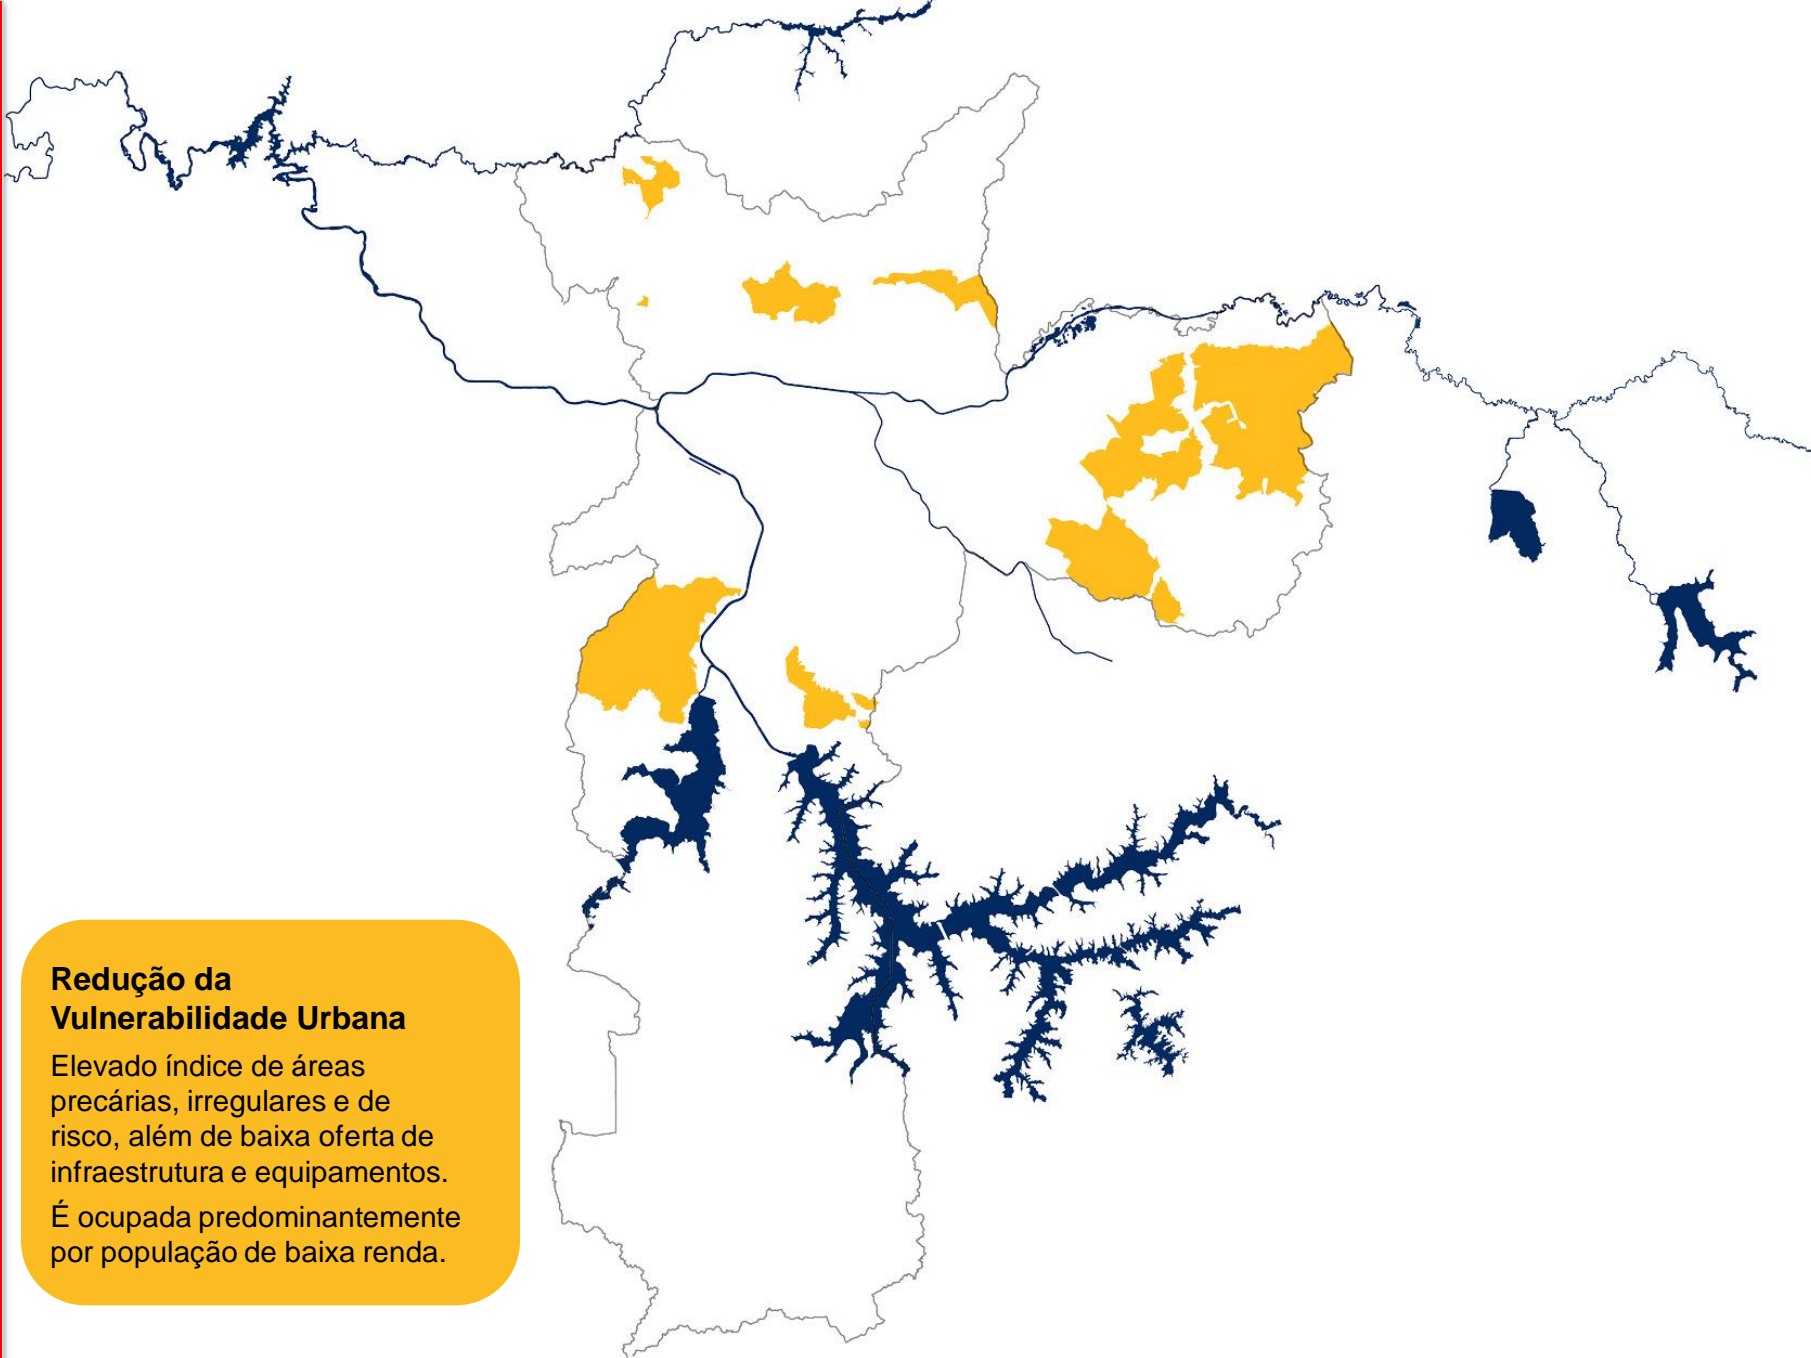 Redução da
Vulnerabilidade Urbana
Elevado índice de áreas
precárias, irregulares e de
risco, além de baixa oferta de
infraestrutura e equipamentos.
É ocupada predominantemente
por população de baixa renda.